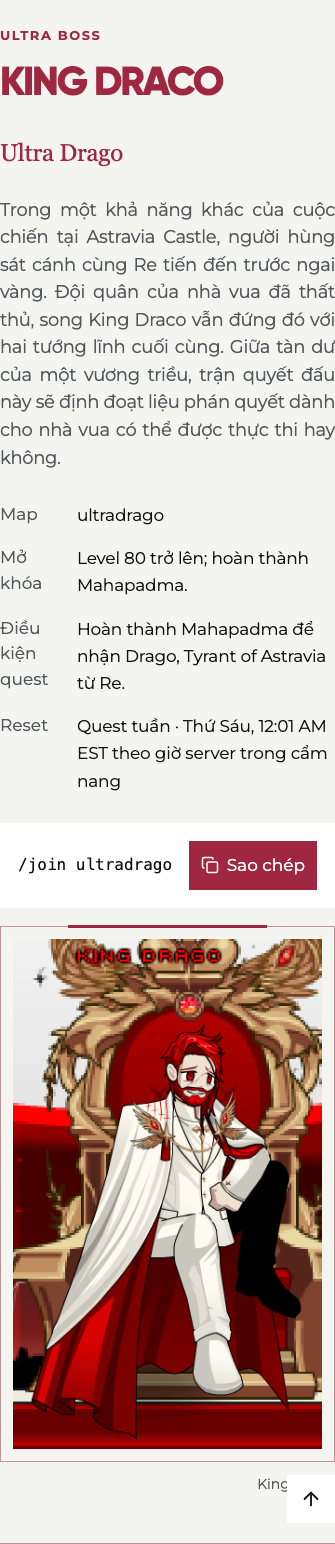 ULTRA BOSS
KING DRACO
Ultra Drago
Trong một khả năng khác của cuộc
chiến tại Astravia Castle, người hùng
sát cánh cùng Re tiến đến trước ngai
vàng. Đội quân của nhà vua đã thất
thủ, song King Draco vẫn đứng đó với
hai tướng lĩnh cuối cùng. Giữa tàn dư
của một vương triều, trận quyết đấu
này sẽ định đoạt liệu phán quyết dành
cho nhà vua có thể được thực thi hay
không.
Map ultradrago
Mở khóa Level 80 trở lên; hoàn thành
Mahapadma.
Điều kiện quest Hoàn thành Mahapadma để
nhận Drago, Tyrant of Astravia
từ Re.
Reset Quest tuần · Thứ Sáu, 12:01 AM
EST theo giờ server trong cẩm
nang
/join ultradrago Sao chép
KING DRAGO
King